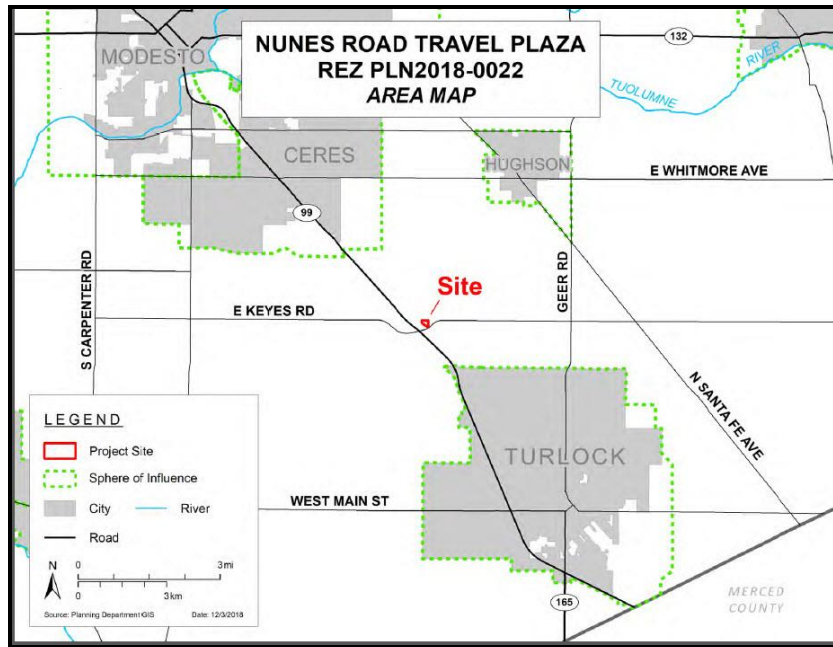 NUNES ROAD TRAVEL PLAZA
REZ PLN2018-0022
AREA MAP
MODESTO
132
RIVER
TUOLUMNE
CERES
HUGHSON
E WHITMORE AVE
99
S CARPENTER RD
GEER RD
Site
E KEYES RD
N SANTA FE AVE
LEGEND
Project Site
Sphere of Influence
City
River
Road
TURLOCK
WEST MAIN ST
N
0
3mi
0
3km
Source: Planning Department GIS
Date: 12/3/2018
165
MERCED
COUNTY